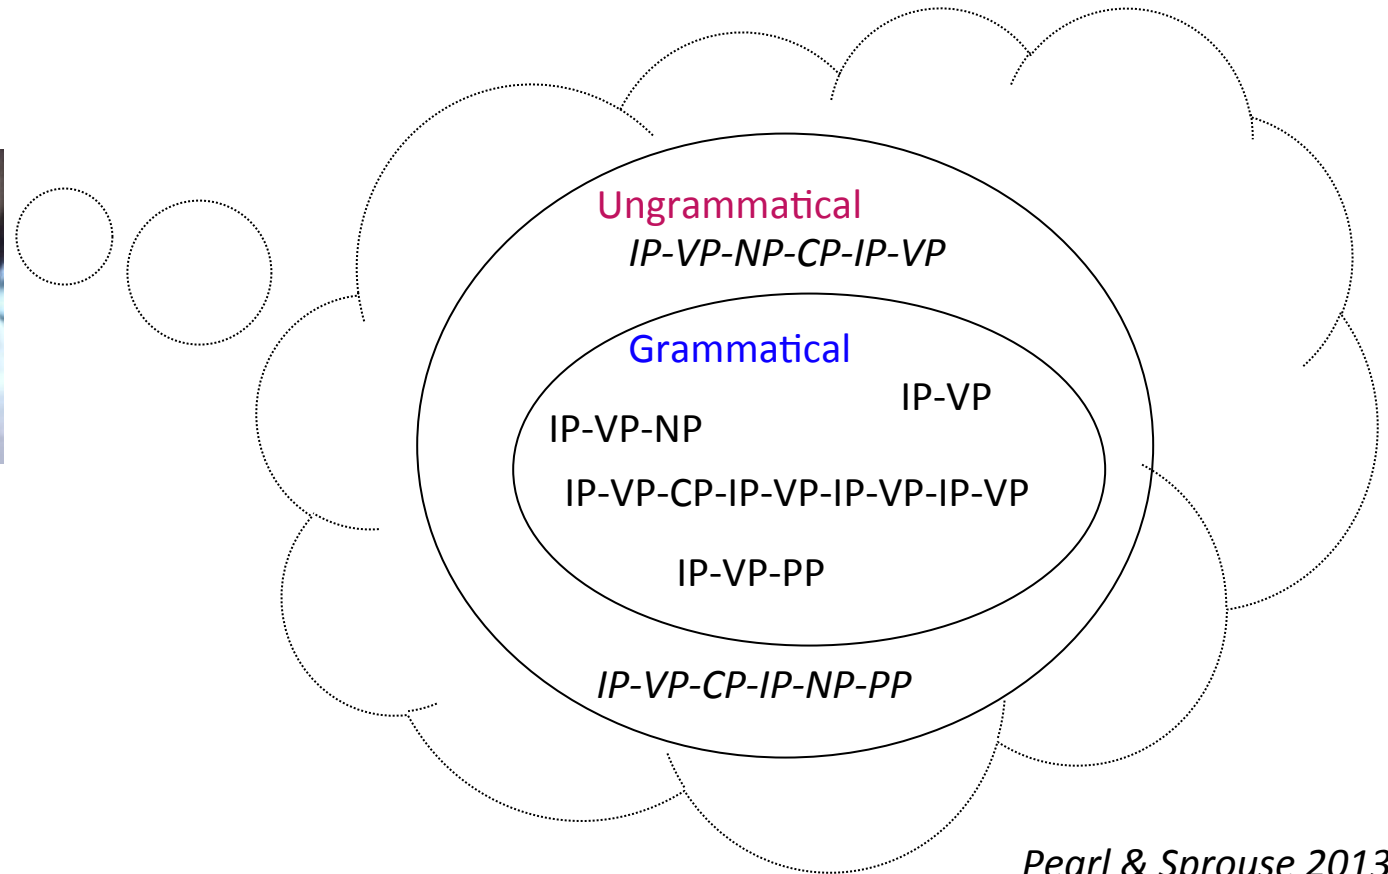 Ungrammatical
IP-VP-NP-CP-IP-VP
Grammatical
IP-VP
IP-VP-NP
IP-VP-CP-IP-VP-IP-VP-IP-VP
IP-VP-PP
IP-VP-CP-IP-NP-PP
Pearl & Sprouse 2013